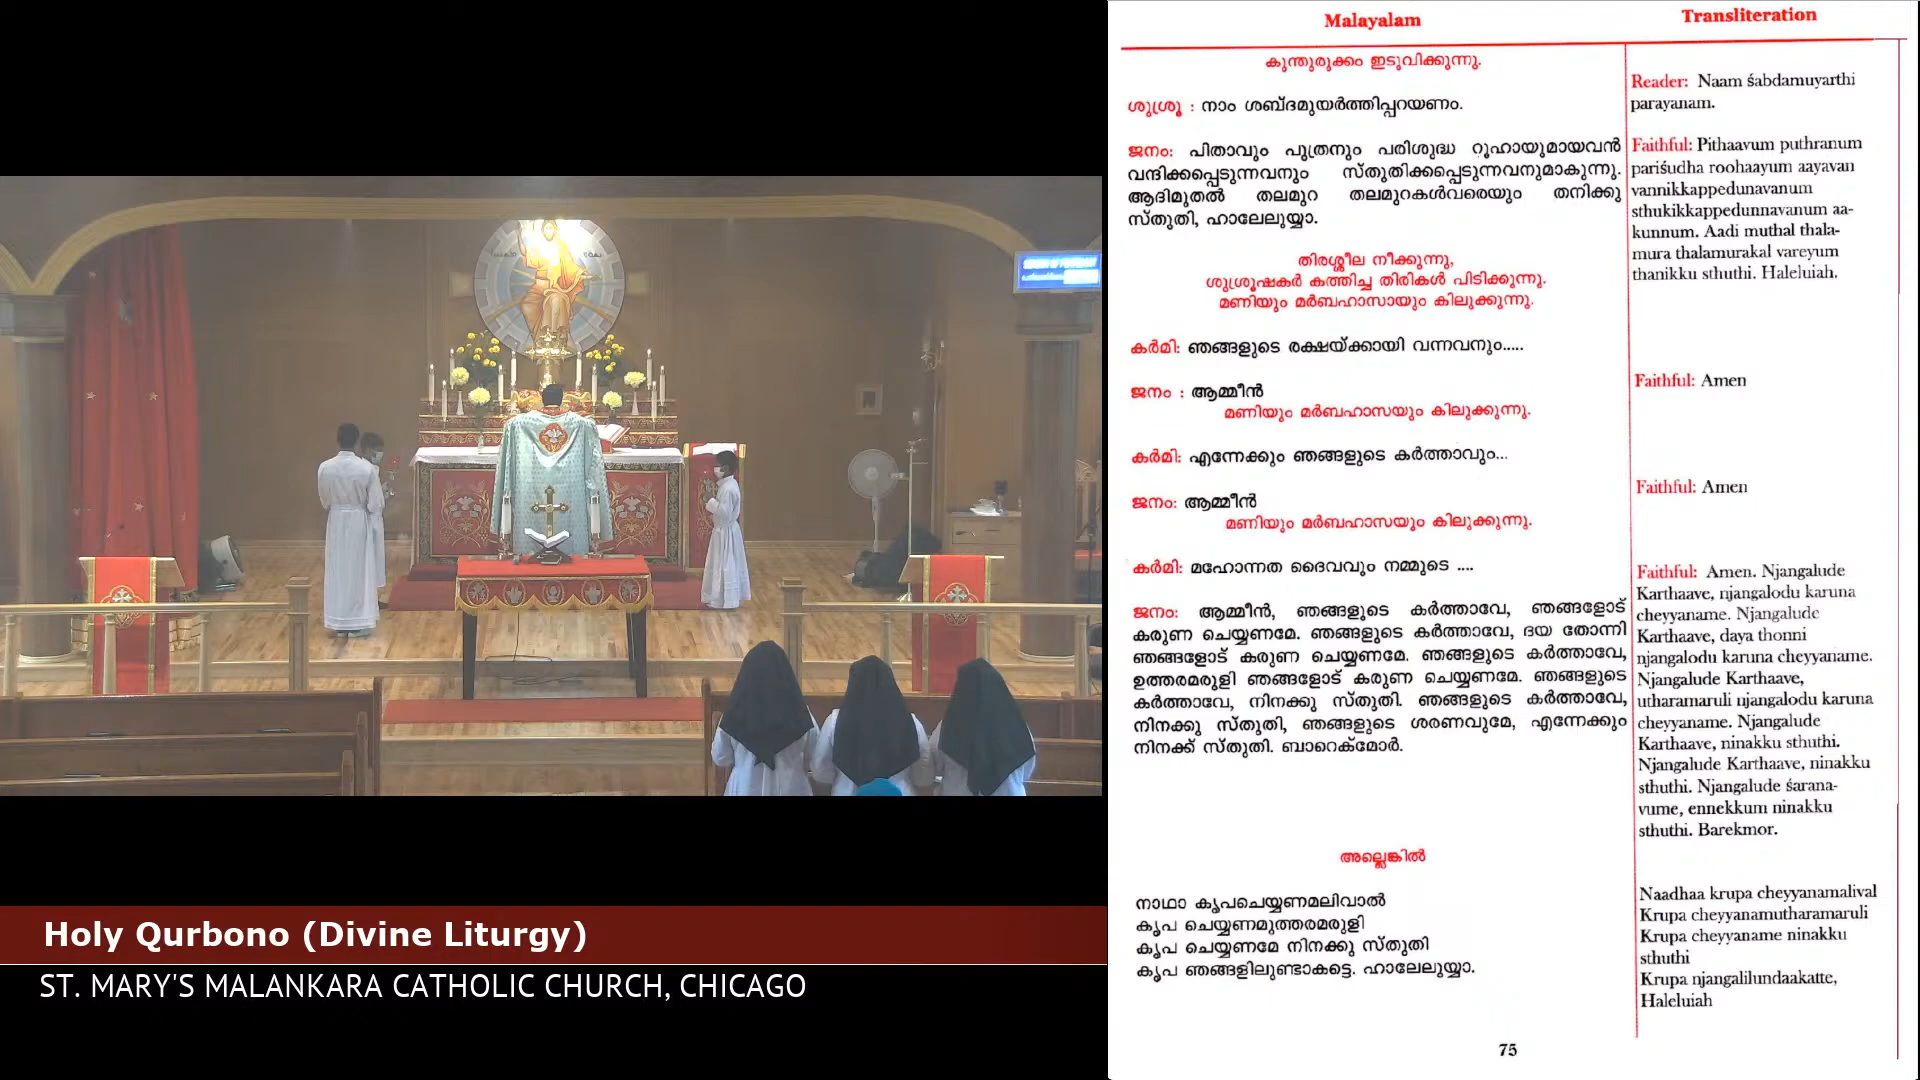 Holy Qurbono (Divine Liturgy)
ST. MARY'S MALANKARA CATHOLIC CHURCH, CHICAGO
Malayalam
കുന്തുരുക്കം ഇടുവിക്കുന്നു.
ശുശ്രൂ : നാം ശബ്ദമുയർത്തിപ്പറയണം.
ജനം: പിതാവും പുത്രനും പരിശുദ്ധ റൂഹായുമായവൻ
വന്ദിക്കപ്പെടുന്നവനും സ്തുതിക്കപ്പെടുന്നവനുമാകുന്നു.
ആദിമുതൽ തലമുറ തലമുറകൾവരെയും തനിക്കു
സ്തുതി, ഹാലേലുയ്യാ.
തിരശ്ശീല നീക്കുന്നു,
ശുശ്രൂഷകർ കത്തിച്ച തിരികൾ പിടിക്കുന്നു.
മണിയും മർബഹാസായും കിലുക്കുന്നു.
കർമി: ഞങ്ങളുടെ രക്ഷയ്ക്കായി വന്നവനും.....
ജനം : ആമ്മീൻ
മണിയും മർബഹാസയും കിലുക്കുന്നു.
കർമി: എന്നേക്കും ഞങ്ങളുടെ കർത്താവും...
ജനം: ആമ്മീൻ
മണിയും മർബഹാസയും കിലുക്കുന്നു.
കർമി: മഹോന്നത ദൈവവും നമ്മുടെ ....
ജനം: ആമ്മീൻ, ഞങ്ങളുടെ കർത്താവേ, ഞങ്ങളോട്
കരുണ ചെയ്യണമേ. ഞങ്ങളുടെ കർത്താവേ, ദയ തോന്നി
ഞങ്ങളോട് കരുണ ചെയ്യണമേ. ഞങ്ങളുടെ കർത്താവേ,
ഉത്തരമരുളി ഞങ്ങളോട് കരുണ ചെയ്യണമേ. ഞങ്ങളുടെ
കർത്താവേ, നിനക്കു സ്തുതി. ഞങ്ങളുടെ കർത്താവേ,
നിനക്കു സ്തുതി, ഞങ്ങളുടെ ശരണവുമേ, എന്നേക്കും
നിനക്ക് സ്തുതി. ബാറെക്മോർ.
അല്ലെങ്കിൽ
നാഥാ കൃപചെയ്യണമലിവാൽ
കൃപ ചെയ്യണമുത്തരമരുളി
കൃപ ചെയ്യണമേ നിനക്കു സ്തുതി
കൃപ ഞങ്ങളിലുണ്ടാകട്ടെ. ഹാലേലുയ്യാ.
Transliteration
Reader: Naam śabdamuyarthi
parayanam.
Faithful: Pithaavum puthranum
pariśudha roohaayum aayavan
vannikkappedunavanum
sthukikkappedunnavanum aa-
kunnum. Aadi muthal thala-
mura thalamurakal vareyum
thanikku sthuthi. Haleluiah.
Faithful: Amen
Faithful: Amen
Faithful: Amen. Njangalude
Karthaave, njangalodu karuna
cheyyaname. Njangalude
Karthaave, daya thonni
njangalodu karuna cheyyaname.
Njangalude Karthaave,
utharamaruli njangalodu karuna
cheyyaname. Njangalude
Karthaave, ninakku sthuthi.
Njangalude Karthaave, ninakku
sthuthi. Njangalude śarana-
vume, ennekkum ninakku
sthuthi. Barekmor.
Naadhaa krupa cheyyanamalival
Krupa cheyyanamutharamaruli
Krupa cheyyaname ninakku
sthuthi
Krupa njangalilundaakatte,
Haleluiah
75